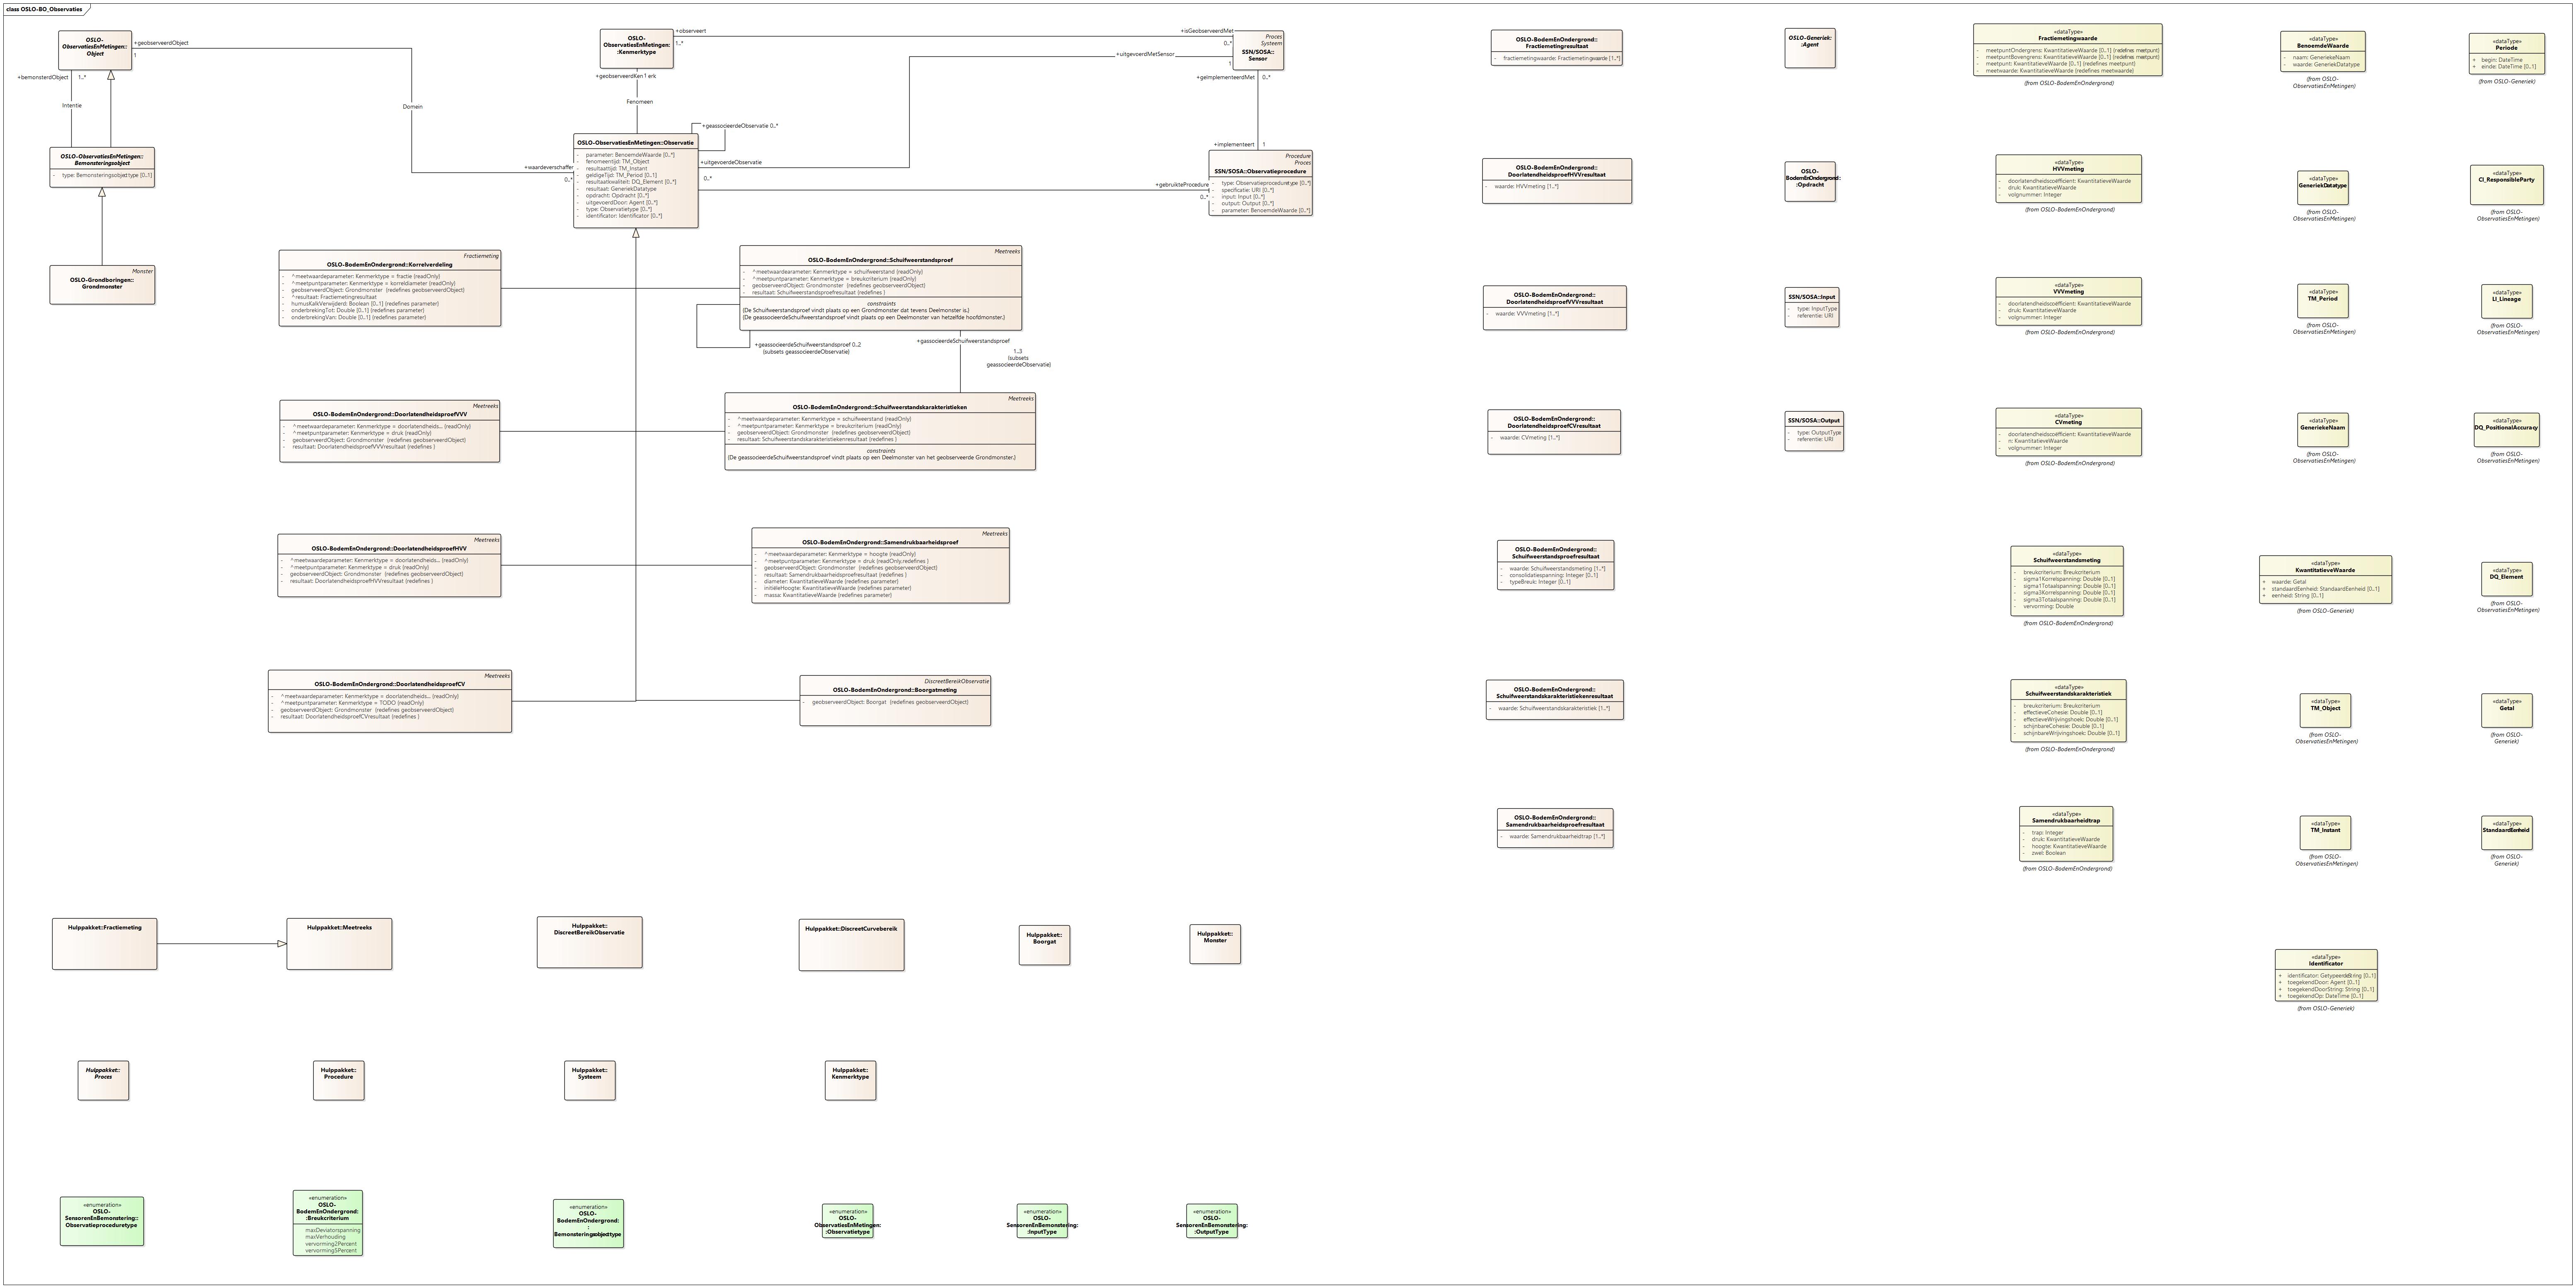 class OSLO-BO_Observaties
OSLO-
ObservatiesEnMetingen::
Object
+geobserveerdObject
1
+bemonsterdObject
1..*
Intentie
Domein
OSLO-ObservatiesEnMetingen::
Bemonsteringsobject
- type: Bemonsteringsobjecttype [0..1]
Monster
OSLO-Grondboringen::
Grondmonster
OSLO-
ObservatiesEnMetingen:
:Kenmerktype
+observeert
1..*
+isGeobserveerdMet
0..*
+uitgevoerdMetSensor
1
Proces
Systeem
SSN/SOSA::
Sensor
+geimplementeerdMet
0..*
+implementeert
1
Fenomeen
+geassocieerdeObservatie 0..*
OSLO-ObservatiesEnMetingen::Observatie
- parameter: BenoemdeWaarde [0..*]
- fenomeentijd: TM_Object
- resultaattijd: TM_Instant
- geldigeTijd: TM_Period [0..1]
- resultaatkwaliteit: DQ_Element [0..*]
- resultaat: GeneriekDatatype
- opdracht: Opdracht [0..*]
- uitgevoerdDoor: Agent [0..*]
- type: Observatietype [0..*]
- identificator: Identificator [0..*]
+waardeverschaffer
0..*
+uitgevoerdeObservatie
0..*
+gebruikteProcedure
0..*
Procedure
Proces
SSN/SOSA::Observatieprocedure
- type: Observatieproceduretype [0..*]
- specificatie: URI [0..*]
- input: Input [0..*]
- output: Output [0..*]
- parameter: BenoemdeWaarde [0..*]
Fractiemeting
OSLO-BodemEnOndergrond::Korrelverdeling
- ^meetwaardeparameter: Kenmerktype = fractie {readOnly}
- ^meetpuntparameter: Kenmerktype = korreldiameter {readOnly}
- geobserveerdObject: Grondmonster {redefines geobserveerdObject}
- ^resultaat: Fractiemetingresultaat
- humusKalkVerwijderd: Boolean [0..1] {redefines parameter}
- onderbrekingTot: Double [0..1] {redefines parameter}
- onderbrekingVan: Double [0..1] {redefines parameter}
Meetreeks
OSLO-BodemEnOndergrond::Schuifweerstandsproef
- ^meetwaardeparameter: Kenmerktype = schuifweerstand {readOnly}
- ^meetpuntparameter: Kenmerktype = breukcriterium {readOnly}
- geobserveerdObject: Grondmonster {redefines geobserveerdObject}
- resultaat: Schuifweerstandsproefresultaat {redefines }
constraints
{De Schuifweerstandsproef vindt plaats op een Grondmonster dat tevens Deelmonster is.}
{De geassocieerdeSchuifweerstandsproef vindt plaats op een Deelmonster van hetzelfde hoofdmonster.}
+geassocieerdeSchuifweerstandsproef 0..2
{subsets geassocieerdeObservatie}
+gassocieerdeSchuifweerstandsproef
1..3
{subsets
geassocieerdeObservatie}
Meetreeks
OSLO-BodemEnOndergrond::DoorlatendheidsproefVVV
- ^meetwaardeparameter: Kenmerktype = doorlatendheids... {readOnly}
- ^meetpuntparameter: Kenmerktype = druk {readOnly}
- geobserveerdObject: Grondmonster {redefines geobserveerdObject}
- resultaat: DoorlatendheidsproefVVVresultaat {redefines }
Meetreeks
OSLO-BodemEnOndergrond::Schuifweerstandskarakteristieken
- ^meetwaardeparameter: Kenmerktype = schuifweerstand {readOnly}
- ^meetpuntparameter: Kenmerktype = breukcriterium {readOnly}
- geobserveerdObject: Grondmonster {redefines geobserveerdObject}
- resultaat: Schuifweerstandskarakteristiekenresultaat {redefines }
constraints
{De geassocieerdeSchuifweerstandsproef vindt plaats op een Deelmonster van het geobserveerde Grondmonster.}
Meetreeks
OSLO-BodemEnOndergrond::DoorlatendheidsproefHVV
- ^meetwaardeparameter: Kenmerktype = doorlatendheids... {readOnly}
- ^meetpuntparameter: Kenmerktype = druk {readOnly}
- geobserveerdObject: Grondmonster {redefines geobserveerdObject}
- resultaat: DoorlatendheidsproefHVVresultaat {redefines }
Meetreeks
OSLO-BodemEnOndergrond::Samendrukbaarheidsproef
- ^meetwaardeparameter: Kenmerktype = hoogte {readOnly}
- ^meetpuntparameter: Kenmerktype = druk {readOnly,redefines }
- geobserveerdObject: Grondmonster {redefines geobserveerdObject}
- resultaat: Samendrukbaarheidsproefresultaat {redefines }
- diameter: KwantitatieveWaarde {redefines parameter}
- initiëleHoogte: KwantitatieveWaarde {redefines parameter}
- massa: KwantitatieveWaarde {redefines parameter}
Meetreeks
OSLO-BodemEnOndergrond::DoorlatendheidsproefCV
- ^meetwaardeparameter: Kenmerktype = doorlatendheids... {readOnly}
- ^meetpuntparameter: Kenmerktype = TODO {readOnly}
- geobserveerdObject: Grondmonster {redefines geobserveerdObject}
- resultaat: DoorlatendheidsproefCVresultaat {redefines }
DiscreetBereikObservatie
OSLO-BodemEnOndergrond::Boorgatmeting
- geobserveerdObject: Boorgat {redefines geobserveerdObject}
OSLO-BodemEnOndergrond::
Fractiemetingresultaat
- fractiemetingwaarde: Fractiemetingwaarde [1..*]
OSLO-BodemEnOndergrond::
DoorlatendheidsproefHVVresultaat
- waarde: HVVmeting [1..*]
OSLO-BodemEnOndergrond::
DoorlatendheidsproefVVVresultaat
- waarde: VVVmeting [1..*]
OSLO-BodemEnOndergrond::
DoorlatendheidsproefCVresultaat
- waarde: CVmeting [1..*]
OSLO-BodemEnOndergrond::
Schuifweerstandsproefresultaat
- waarde: Schuifweerstandsmeting [1..*]
- consolidatiespanning: Integer [0..1]
- typeBreuk: Integer [0..1]
OSLO-BodemEnOndergrond::
Schuifweerstandskarakteristiekenresultaat
- waarde: Schuifweerstandskarakteristiek [1..*]
OSLO-BodemEnOndergrond::
Samendrukbaarheidsproefresultaat
- waarde: Samendrukbaarheidtrap [1..*]
OSLO-Generiek:
:Agent
OSLO-
BodemEnOndergrond:
:Opdracht
SSN/SOSA::Input
- type: InputType
- referentie: URI
SSN/SOSA::Output
- type: OutputType
- referentie: URI
«dataType»
Fractiemetingwaarde
- meetpuntOndergrens: KwantitatieveWaarde [0..1] {redefines meetpunt}
- meetpuntBovengrens: KwantitatieveWaarde [0..1] {redefines meetpunt}
- meetpunt: KwantitatieveWaarde [0..1] {redefines meetpunt}
- meetwaarde: KwantitatieveWaarde {redefines meetwaarde}
(from OSLO-BodemEnOndergrond)
«dataType»
HVVmeting
- doorlatendheidscoëfficient: KwantitatieveWaarde
- druk: KwantitatieveWaarde
- volgnummer: Integer
(from OSLO-BodemEnOndergrond)
«dataType»
VVVmeting
- doorlatendheidscoëfficient: KwantitatieveWaarde
- druk: KwantitatieveWaarde
- volgnummer: Integer
(from OSLO-BodemEnOndergrond)
«dataType»
CVmeting
- doorlatendheidscoëfficient: KwantitatieveWaarde
- n: KwantitatieveWaarde
- volgnummer: Integer
(from OSLO-BodemEnOndergrond)
«dataType»
Schuifweerstandsmeting
- breukcriterium: Breukcriterium
- sigma1Korrelspanning: Double [0..1]
- sigma1Totaalspanning: Double [0..1]
- sigma3Korrelspanning: Double [0..1]
- sigma3Totaalspanning: Double [0..1]
- vervorming: Double
(from OSLO-BodemEnOndergrond)
«dataType»
Schuifweerstandskarakteristiek
- breukcriterium: Breukcriterium
- effectieveCohesie: Double [0..1]
- effectieveWrijvingshoek: Double [0..1]
- schijnbareCohesie: Double [0..1]
- schijnbareWrijvingshoek: Double [0..1]
(from OSLO-BodemEnOndergrond)
«dataType»
Samendrukbaarheidtrap
- trap: Integer
- druk: KwantitatieveWaarde
- hoogte: KwantitatieveWaarde
- zwel: Boolean
(from OSLO-BodemEnOndergrond)
«dataType»
BenoemdeWaarde
- naam: GeneriekeNaam
- waarde: GeneriekDatatype
(from OSLO-
ObservatiesEnMetingen)
«dataType»
GeneriekDatatype
(from OSLO-
ObservatiesEnMetingen)
«dataType»
TM_Period
(from OSLO-
ObservatiesEnMetingen)
«dataType»
GeneriekeNaam
(from OSLO-
ObservatiesEnMetingen)
«dataType»
KwantitatieveWaarde
+ waarde: Getal
+ standaardEenheid: StandaardEenheid [0..1]
+ eenheid: String [0..1]
(from OSLO-Generiek)
«dataType»
TM_Object
(from OSLO-
ObservatiesEnMetingen)
«dataType»
TM_Instant
(from OSLO-
ObservatiesEnMetingen)
«dataType»
Identificator
+ identificator: GetypeerdeString [0..1]
+ toegekendDoor: Agent [0..1]
+ toegekendDoorString: String [0..1]
+ toegekendOp: DateTime [0..1]
(from OSLO-Generiek)
«dataType»
Periode
+ begin: DateTime
+ einde: DateTime [0..1]
(from OSLO-Generiek)
«dataType»
CI_ResponsibleParty
(from OSLO-
ObservatiesEnMetingen)
«dataType»
LI_Lineage
(from OSLO-
ObservatiesEnMetingen)
«dataType»
DQ_PositionalAccuracy
(from OSLO-
ObservatiesEnMetingen)
«dataType»
DQ_Element
(from OSLO-
ObservatiesEnMetingen)
«dataType»
Getal
(from OSLO-
Generiek)
«dataType»
StandaardEenheid
(from OSLO-
Generiek)
Hulppakket::Fractiemeting
Hulppakket::Meetreeks
Hulppakket::
DiscreetBereikObservatie
Hulppakket::DiscreetCurvebereik
Hulppakket::
Boorgat
Hulppakket::
Monster
Hulppakket::
Proces
Hulppakket::
Procedure
Hulppakket::
Systeem
Hulppakket::
Kenmerktype
«enumeration»
OSLO-
SensorenEnBemonstering::
Observatieproceduretype
«enumeration»
OSLO-
BodemEnOndergrond:
:Breukcriterium
maxDeviatorspanning
maxVerhouding
vervorming2Percent
vervorming5Percent
«enumeration»
OSLO-
BodemEnOndergrond:
:
Bemonsteringsobjecttype
«enumeration»
OSLO-
ObservatiesEnMetingen:
:Observatietype
«enumeration»
OSLO-
SensorenEnBemonstering:
:InputType
«enumeration»
OSLO-
SensorenEnBemonstering:
:OutputType